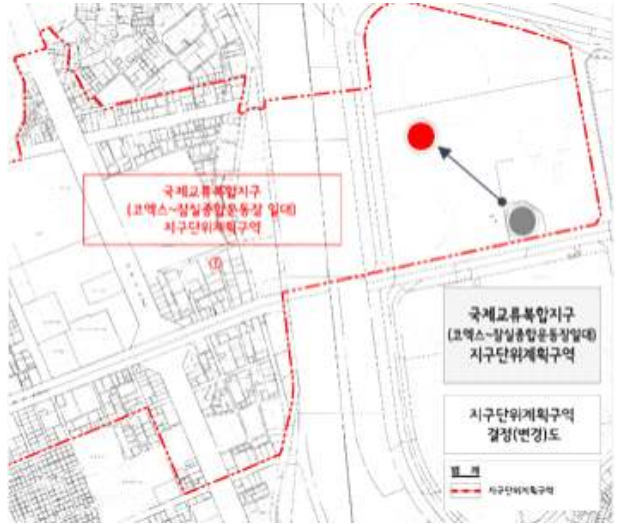 국제교류복합지구
(코엑스~잠실종합운동장 일대)
지구단위계획구역
①
국제교류복합지구
(코엑스~잠실종합운동장일대)
지구단위계획구역
지구단위계획구역
결정(변경)도
범 례
지구단위계획구역